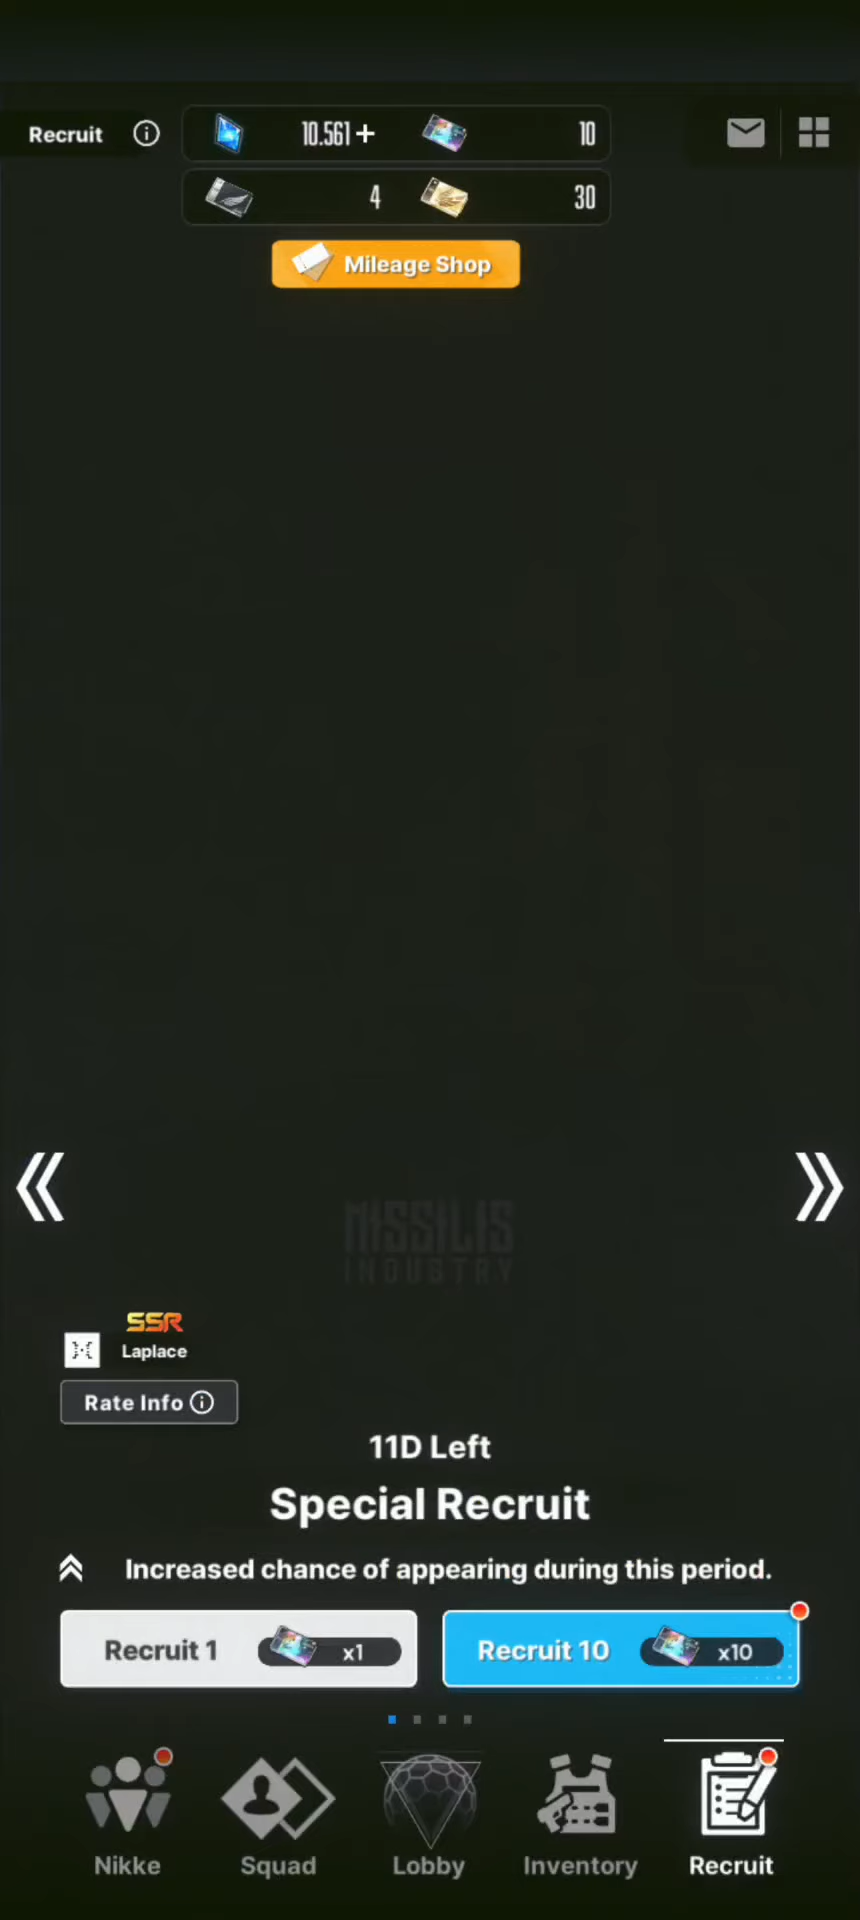 Recruit
10.561 +
10
4
30
Mileage Shop
MISSILIS
INDUSTRY
SSR
Laplace
Rate Info
11D Left
Special Recruit
Increased chance of appearing during this period.
Recruit 1 x1
Recruit 10 x10
Nikke
Squad
Lobby
Inventory
Recruit